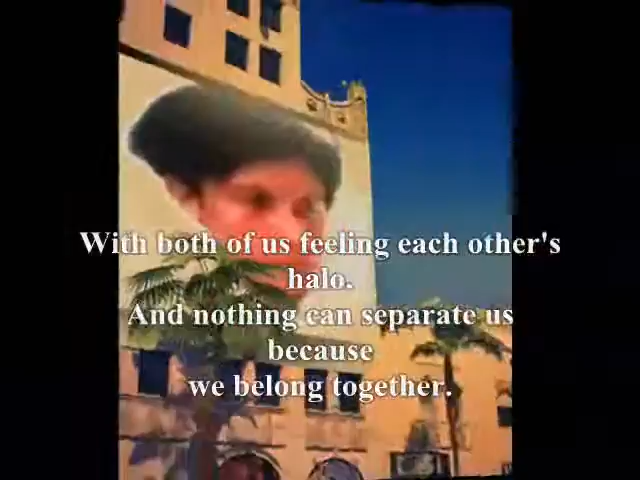 With both of us feeling each other's
halo.
And nothing can separate us
because
we belong together.